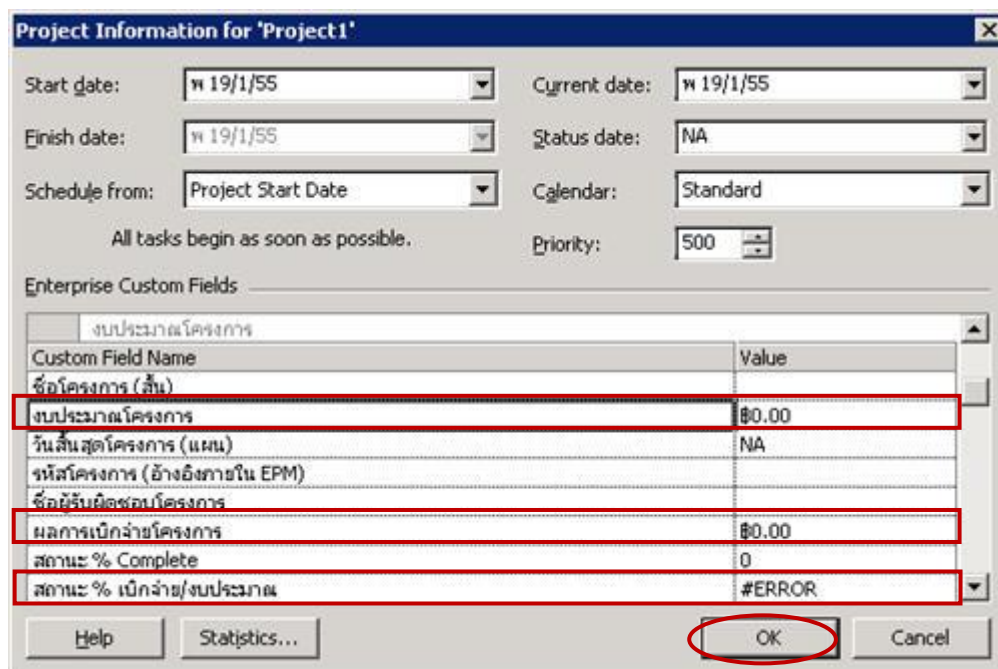 Project Information for 'Project1'
Start date: พ 19/1/55 Current date: พ 19/1/55
Finish date: พ 19/1/55 Status date: NA
Schedule from: Project Start Date Calendar: Standard
All tasks begin as soon as possible. Priority: 500
Enterprise Custom Fields
งบประมาณโครงการ
Custom Field Name Value
ชื่อโครงการ (สั้น)
งบประมาณโครงการ ฿0.00
วันสิ้นสุดโครงการ (แผน) NA
รหัสโครงการ (อ้างอิงภายใน EPM)
ชื่อผู้รับผิดชอบโครงการ
ผลการเบิกจ่ายโครงการ ฿0.00
สถานะ % Complete 0
สถานะ % เบิกจ่าย/งบประมาณ #ERROR
Help Statistics... OK Cancel